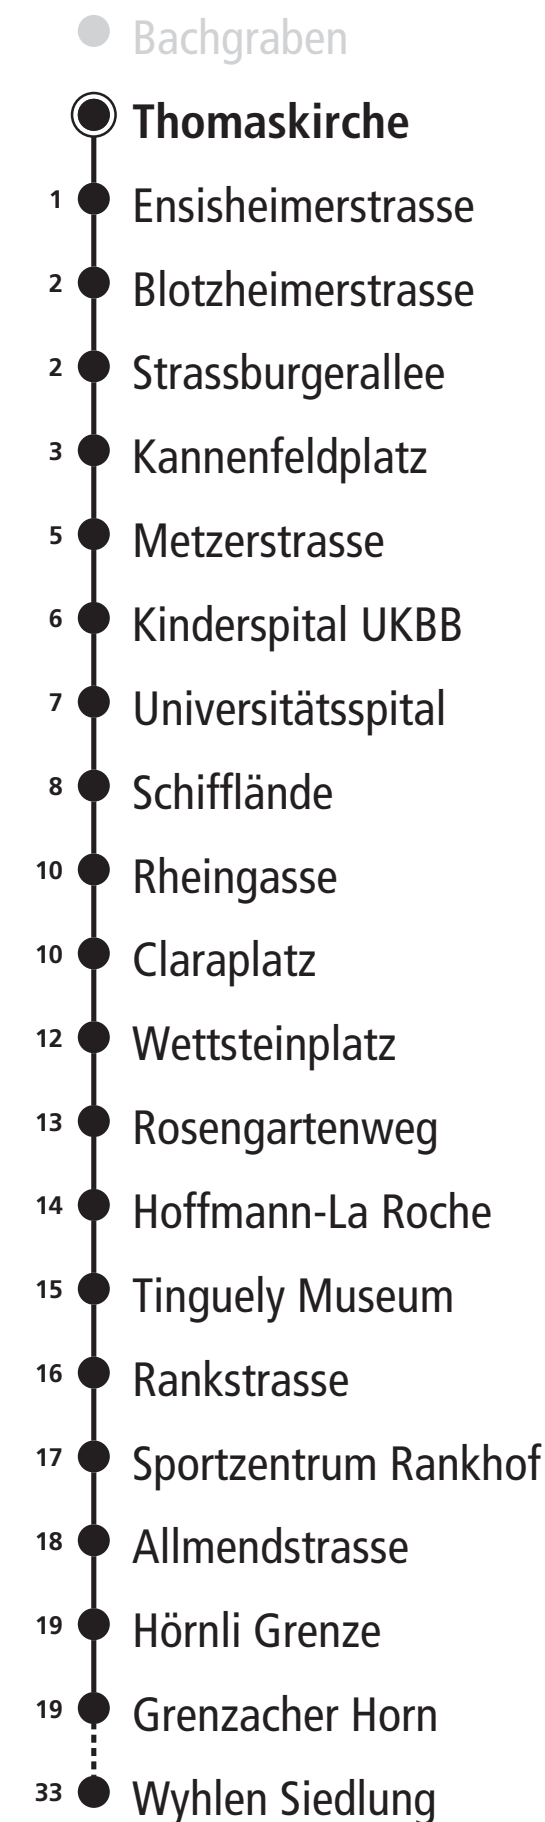 Bachgraben
Thomaskirche
1 Ensisheimerstrasse
2 Blotzheimerstrasse
2 Strassburgerallee
3 Kannenfeldplatz
5 Metzerstrasse
6 Kinderspital UKBB
7 Universitätsspital
8 Schifflände
10 Rheingasse
10 Claraplatz
12 Wettsteinplatz
13 Rosengartenweg
14 Hoffmann-La Roche
15 Tinguely Museum
16 Rankstrasse
17 Sportzentrum Rankhof
18 Allmendstrasse
19 Hörnli Grenze
19 Grenzacher Horn
33 Wyhlen Siedlung